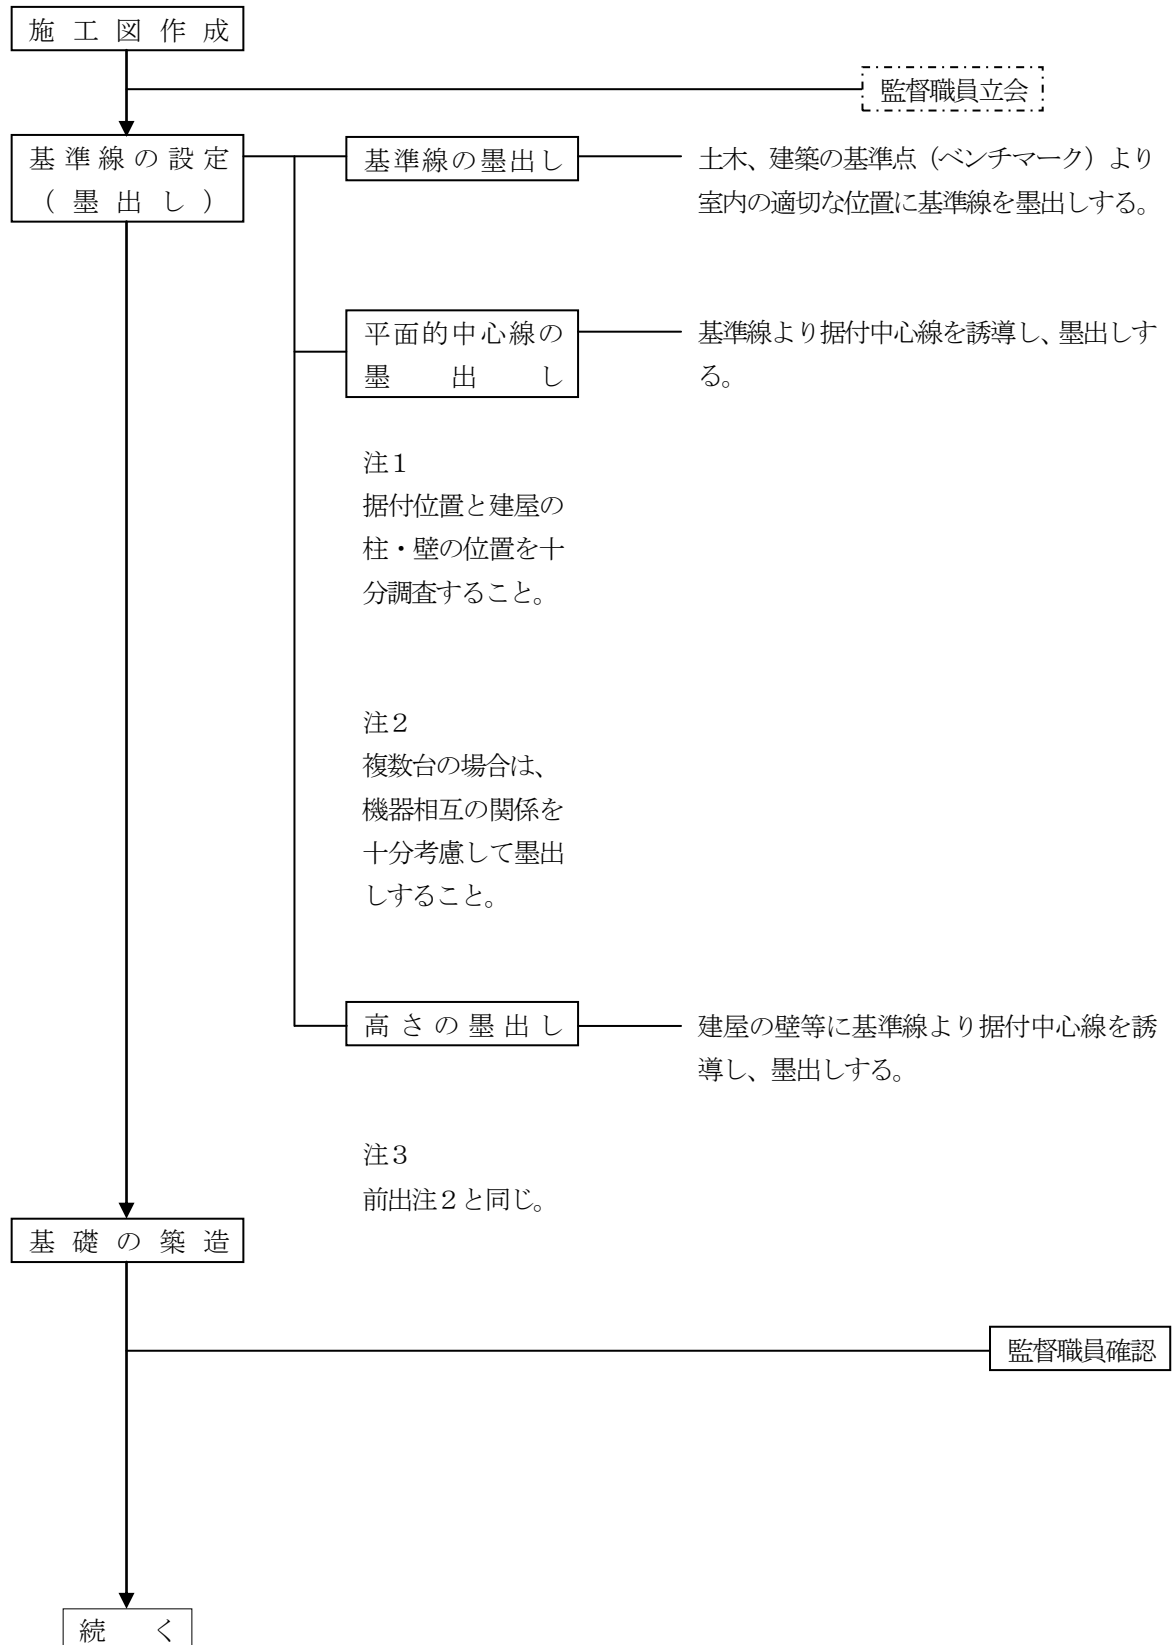 施工図作成
監督職員立会
基準線の設定
（墨出し）
基準線の墨出し
土木、建築の基準点（ベンチマーク）より
室内の適切な位置に基準線を墨出しする。
平面的中心線の
墨出し
基準線より据付中心線を誘導し、墨出しす
る。
注１
据付位置と建屋の
柱・壁の位置を十
分調査すること。
注２
複数台の場合は、
機器相互の関係を
十分考慮して墨出
しすること。
高さの墨出し
建屋の壁等に基準線より据付中心線を誘
導し、墨出しする。
注３
前出注２と同じ。
基礎の築造
監督職員確認
続く